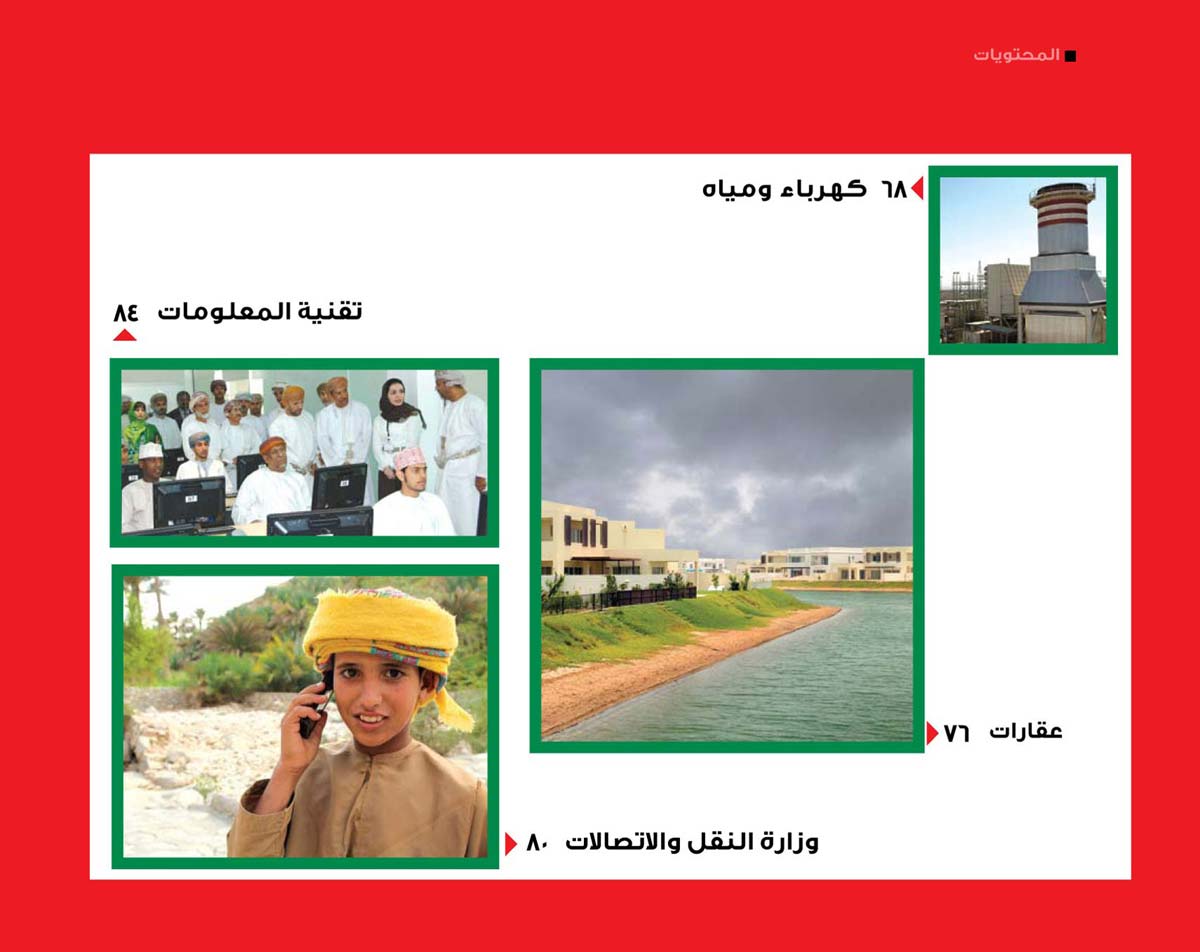 المحتويات
٦٨ كهرباء ومياه
تقنية المعلومات ٨٤
عقارات ٧٦
وزارة النقل والاتصالات ٨٠